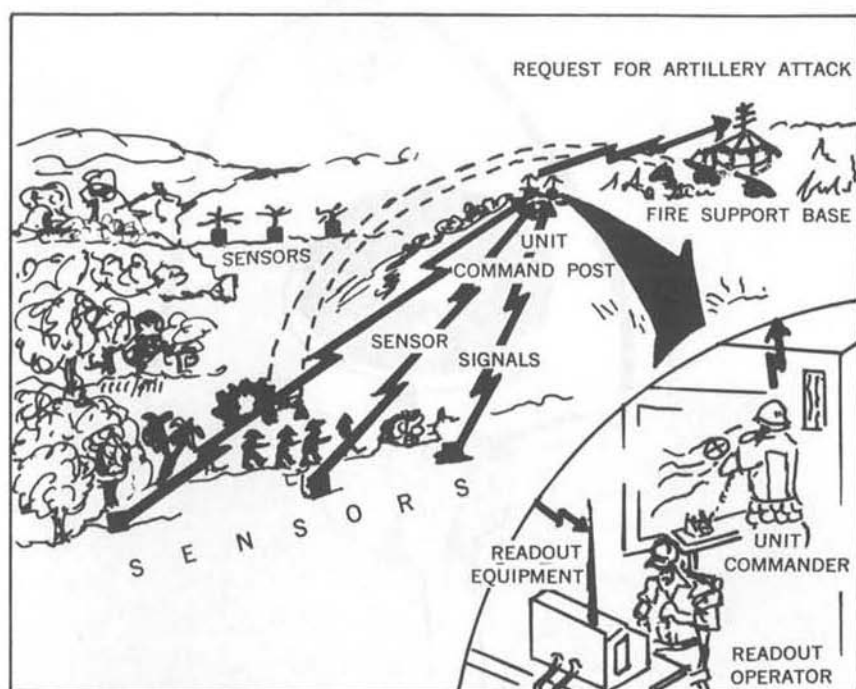 REQUEST FOR ARTILLERY ATTACK
FIRE SUPPORT BASE
SENSORS
UNIT
COMMAND POST
SENSOR
SIGNALS
SENSORS
READOUT
EQUIPMENT
UNIT
COMMANDER
READOUT
OPERATOR